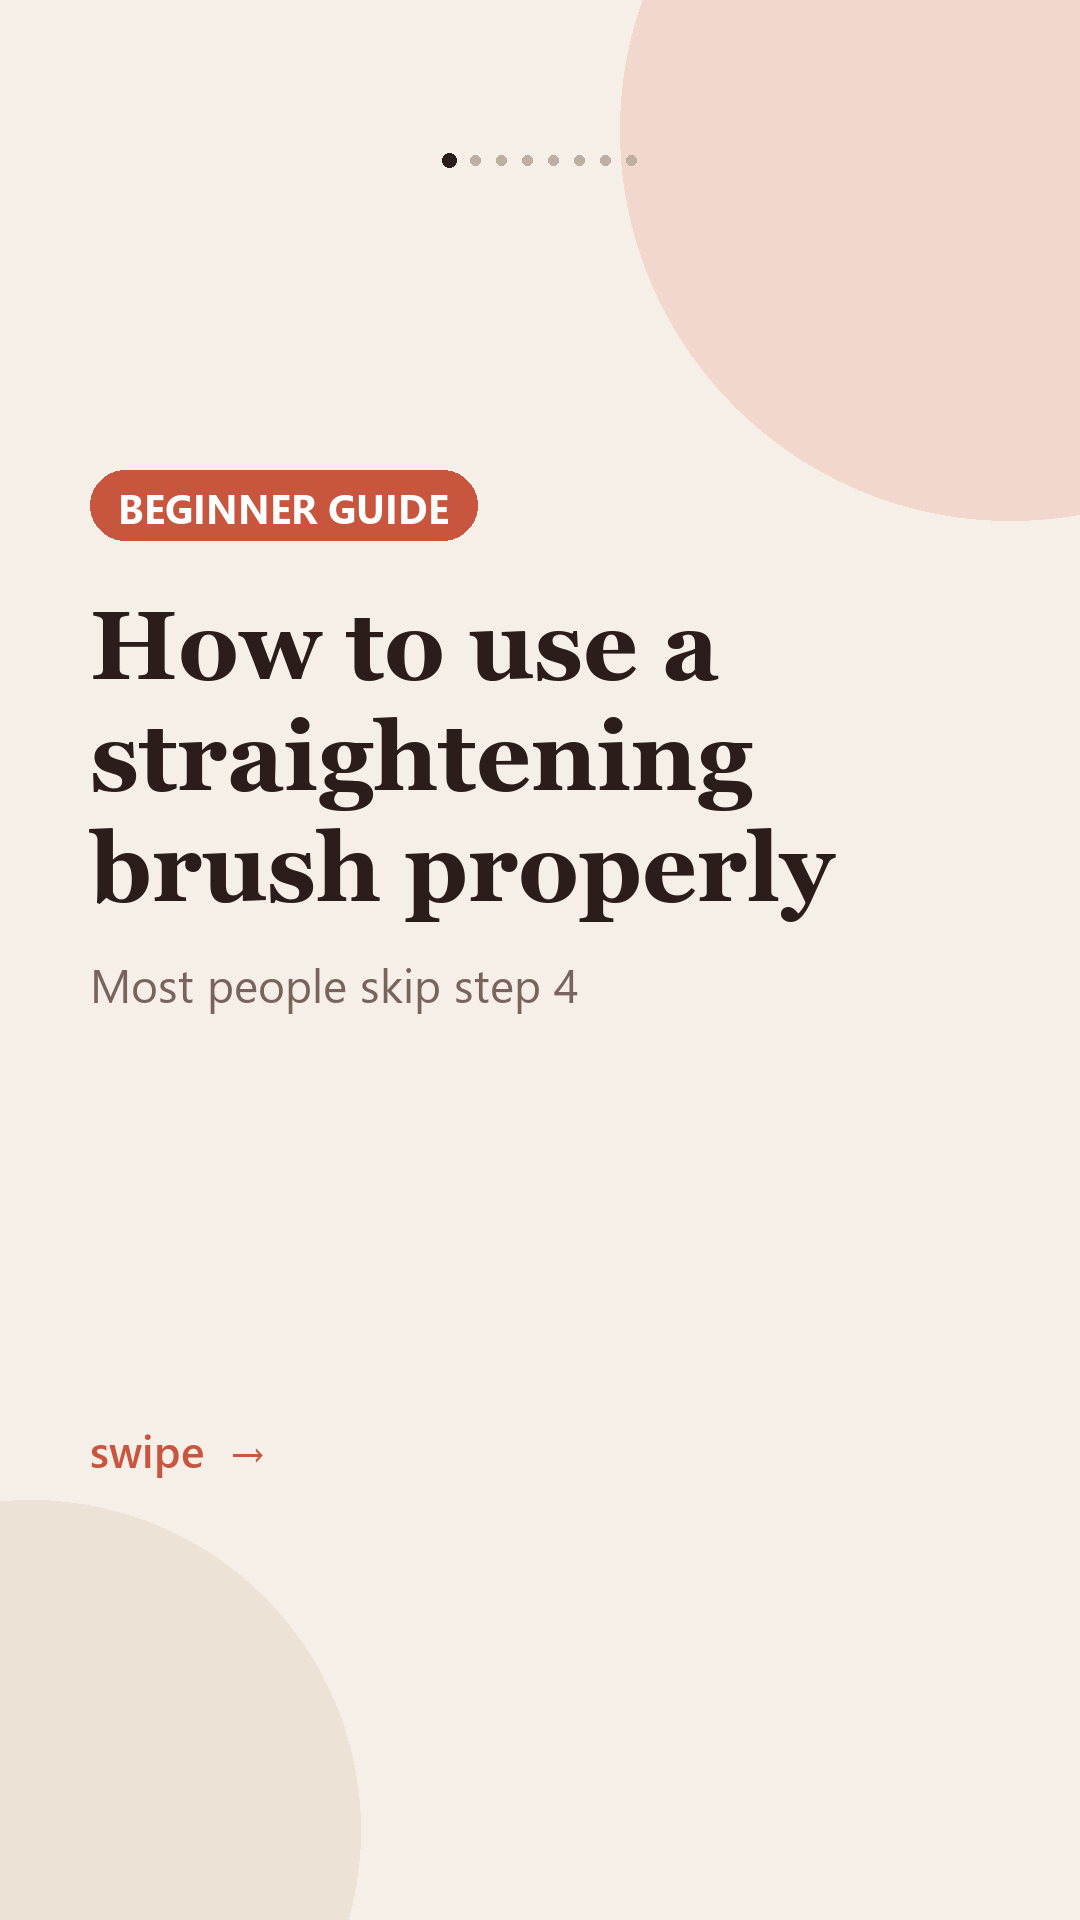 BEGINNER GUIDE
How to use a
straightening
brush properly
Most people skip step 4
swipe →